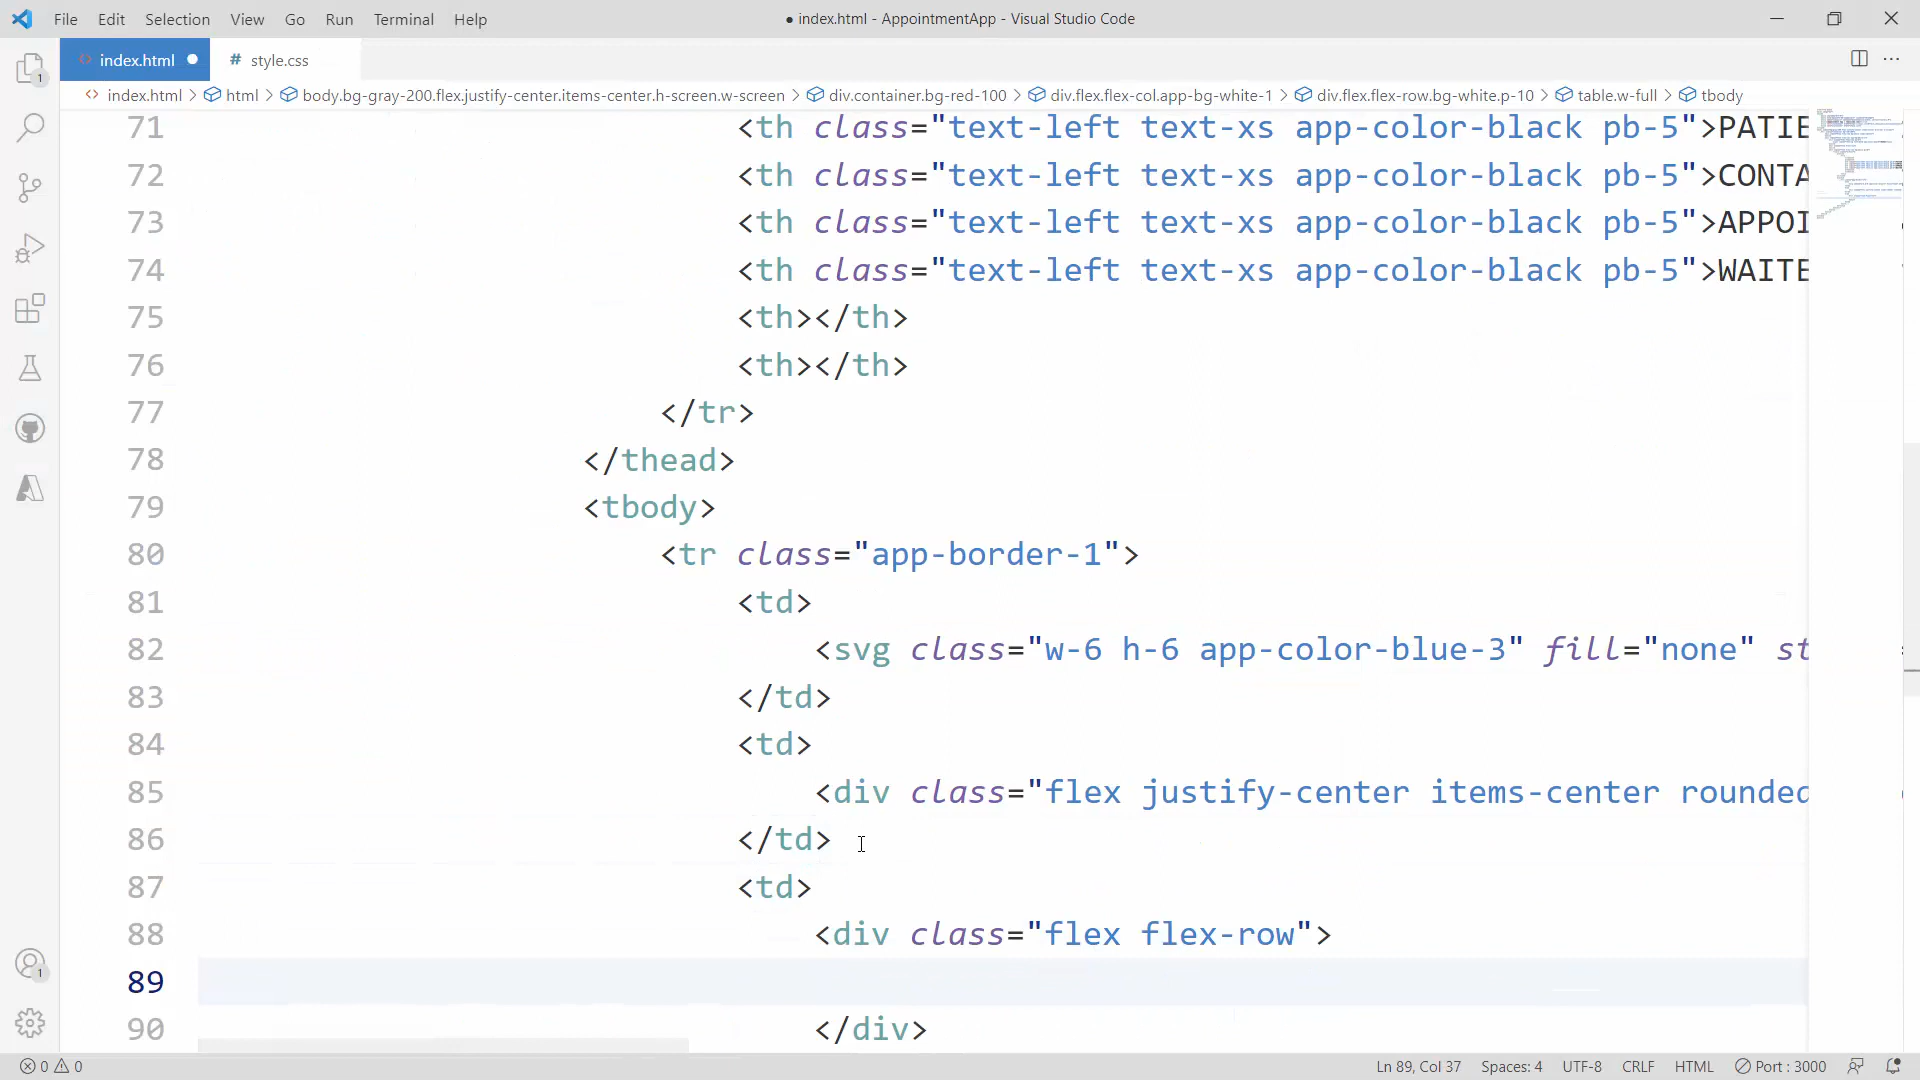 File Edit Selection View Go Run Terminal Help
● index.html - AppointmentApp - Visual Studio Code
index.html
# style.css
index.html > html > body.bg-gray-200.flex.justify-center.items-center.h-screen.w-screen > div.container.bg-red-100 > div.flex.flex-col.app-bg-white-1 > div.flex.flex-row.bg-white.p-10 > table.w-full > tbody
71 <th class="text-left text-xs app-color-black pb-5">PATIE
72 <th class="text-left text-xs app-color-black pb-5">CONTA
73 <th class="text-left text-xs app-color-black pb-5">APPOI
74 <th class="text-left text-xs app-color-black pb-5">WAITE
75 <th></th>
76 <th></th>
77 </tr>
78 </thead>
79 <tbody>
80 <tr class="app-border-1">
81 <td>
82 <svg class="w-6 h-6 app-color-blue-3" fill="none" st
83 </td>
84 <td>
85 <div class="flex justify-center items-center rounded
86 </td>
87 <td>
88 <div class="flex flex-row">
89
90 </div>
1
1
0 0
Ln 89, Col 37 Spaces: 4 UTF-8 CRLF HTML Port : 3000